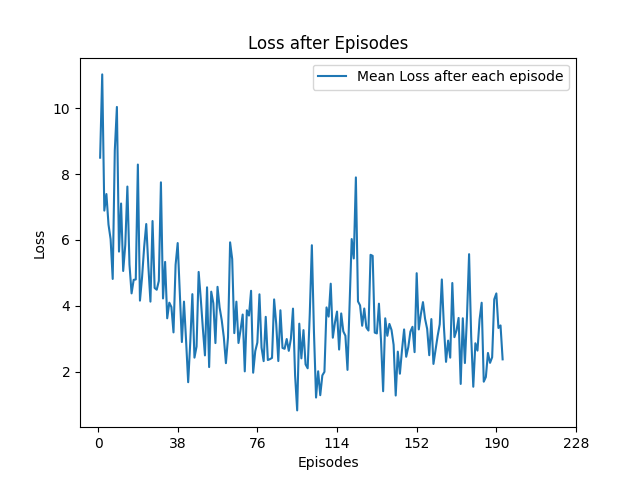 Loss after Episodes
Mean Loss after each episode
10
8
6
4
2
Loss
0 38 76 114 152 190 228
Episodes